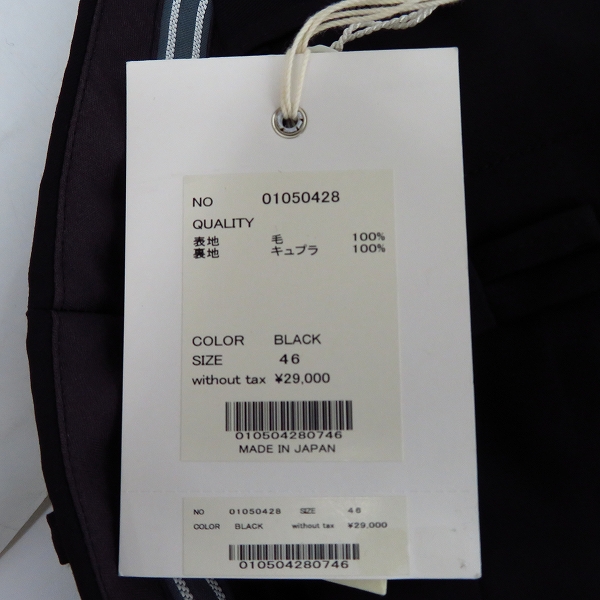 NO 01050428
QUALITY
表地 毛 100%
裏地 キュプラ 100%
COLOR BLACK
SIZE 46
without tax ¥29,000
010504280746
MADE IN JAPAN
NO 01050428 SIZE 46
COLOR BLACK without tax ¥29,000
010504280746